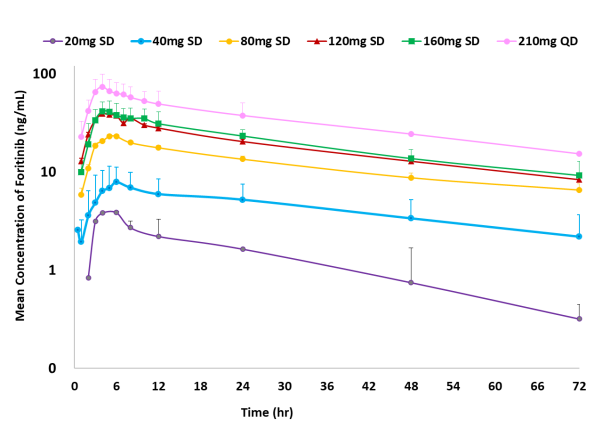 20mg SD 40mg SD 80mg SD 120mg SD 160mg SD 210mg QD
Mean Concentration of Foritinib (ng/mL)
100
10
1
0
0 6 12 18 24 30 36 42 48 54 60 66 72
Time (hr)